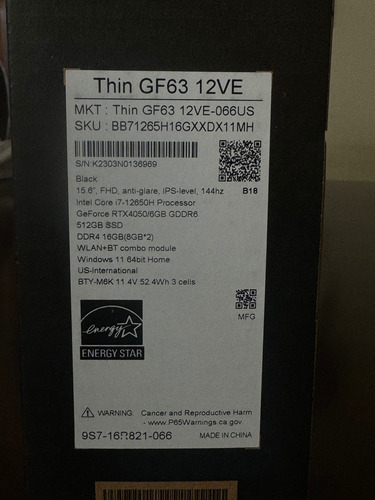 Thin GF63 12VE
MKT : Thin GF63 12VE-066US
SKU : BB71265H16GXXDX11MH
S/N:K2303N0136969
Black
15.6", FHD, anti-glare, IPS-level, 144hz B18
Intel Core i7-12650H Processor
GeForce RTX4050/6GB GDDR6
512GB SSD
DDR4 16GB(8GB*2)
WLAN+BT combo module
Windows 11 64bit Home
US-International
BTY-M6K 11.4V 52.4Wh 3 cells
energy
MFG
ENERGY STAR
WARNING: Cancer and Reproductive Harm
- www.P65Warnings.ca.gov
9S7-16R821-066 MADE IN CHINA